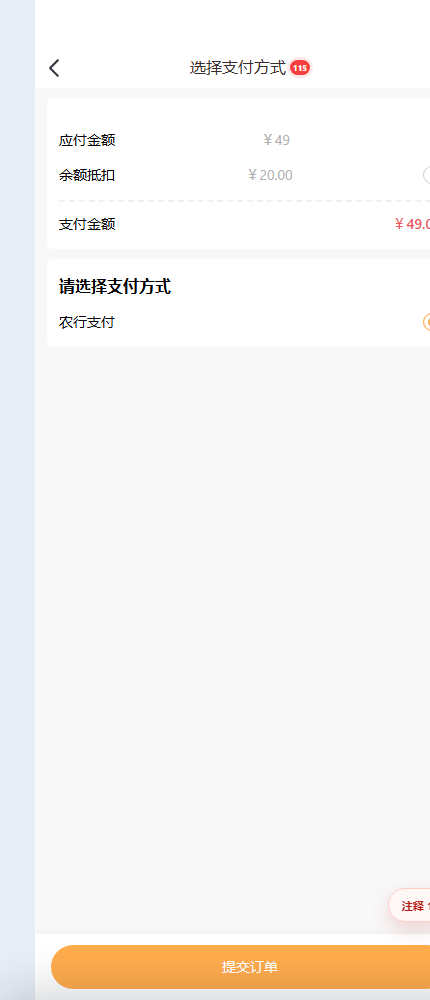 选择支付方式 115
应付金额 ￥49
余额抵扣 ￥20.00
支付金额 ￥49.0
请选择支付方式
农行支付
注释
提交订单